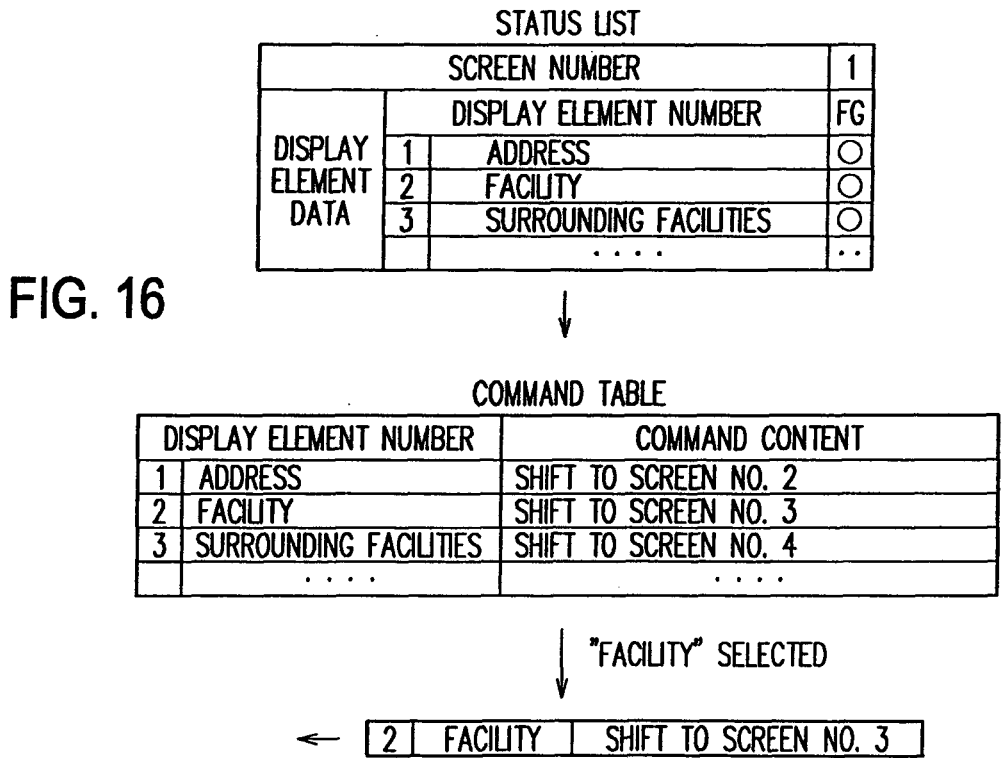 STATUS LIST
SCREEN NUMBER 1
DISPLAY ELEMENT DATA
DISPLAY ELEMENT NUMBER FG
1 ADDRESS ○
2 FACILITY ○
3 SURROUNDING FACILITIES ○
. . . . . .
FIG. 16
COMMAND TABLE
DISPLAY ELEMENT NUMBER COMMAND CONTENT
1 ADDRESS SHIFT TO SCREEN NO. 2
2 FACILITY SHIFT TO SCREEN NO. 3
3 SURROUNDING FACILITIES SHIFT TO SCREEN NO. 4
. . . . . . . .
"FACILITY" SELECTED
2 FACILITY SHIFT TO SCREEN NO. 3